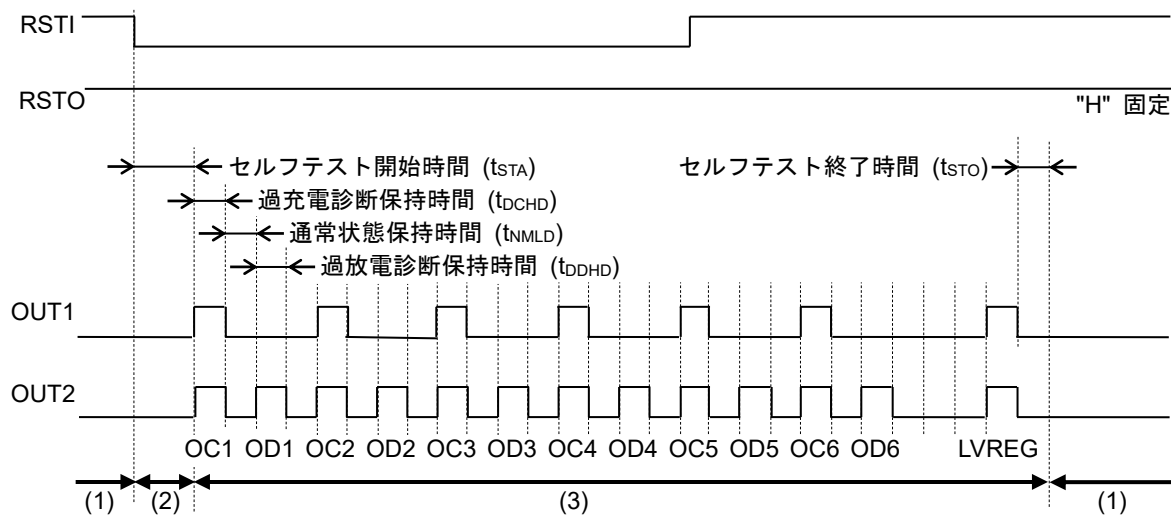 RSTI
RSTO
"H" 固定
セルフテスト開始時間 (tSTA)
セルフテスト終了時間 (tSTO)
過充電診断保持時間 (tDCHD)
通常状態保持時間 (tNMLD)
過放電診断保持時間 (tDDHD)
OUT1
OUT2
OC1 OD1 OC2 OD2 OC3 OD3 OC4 OD4 OC5 OD5 OC6 OD6 LVREG
(1) (2) (3) (1)